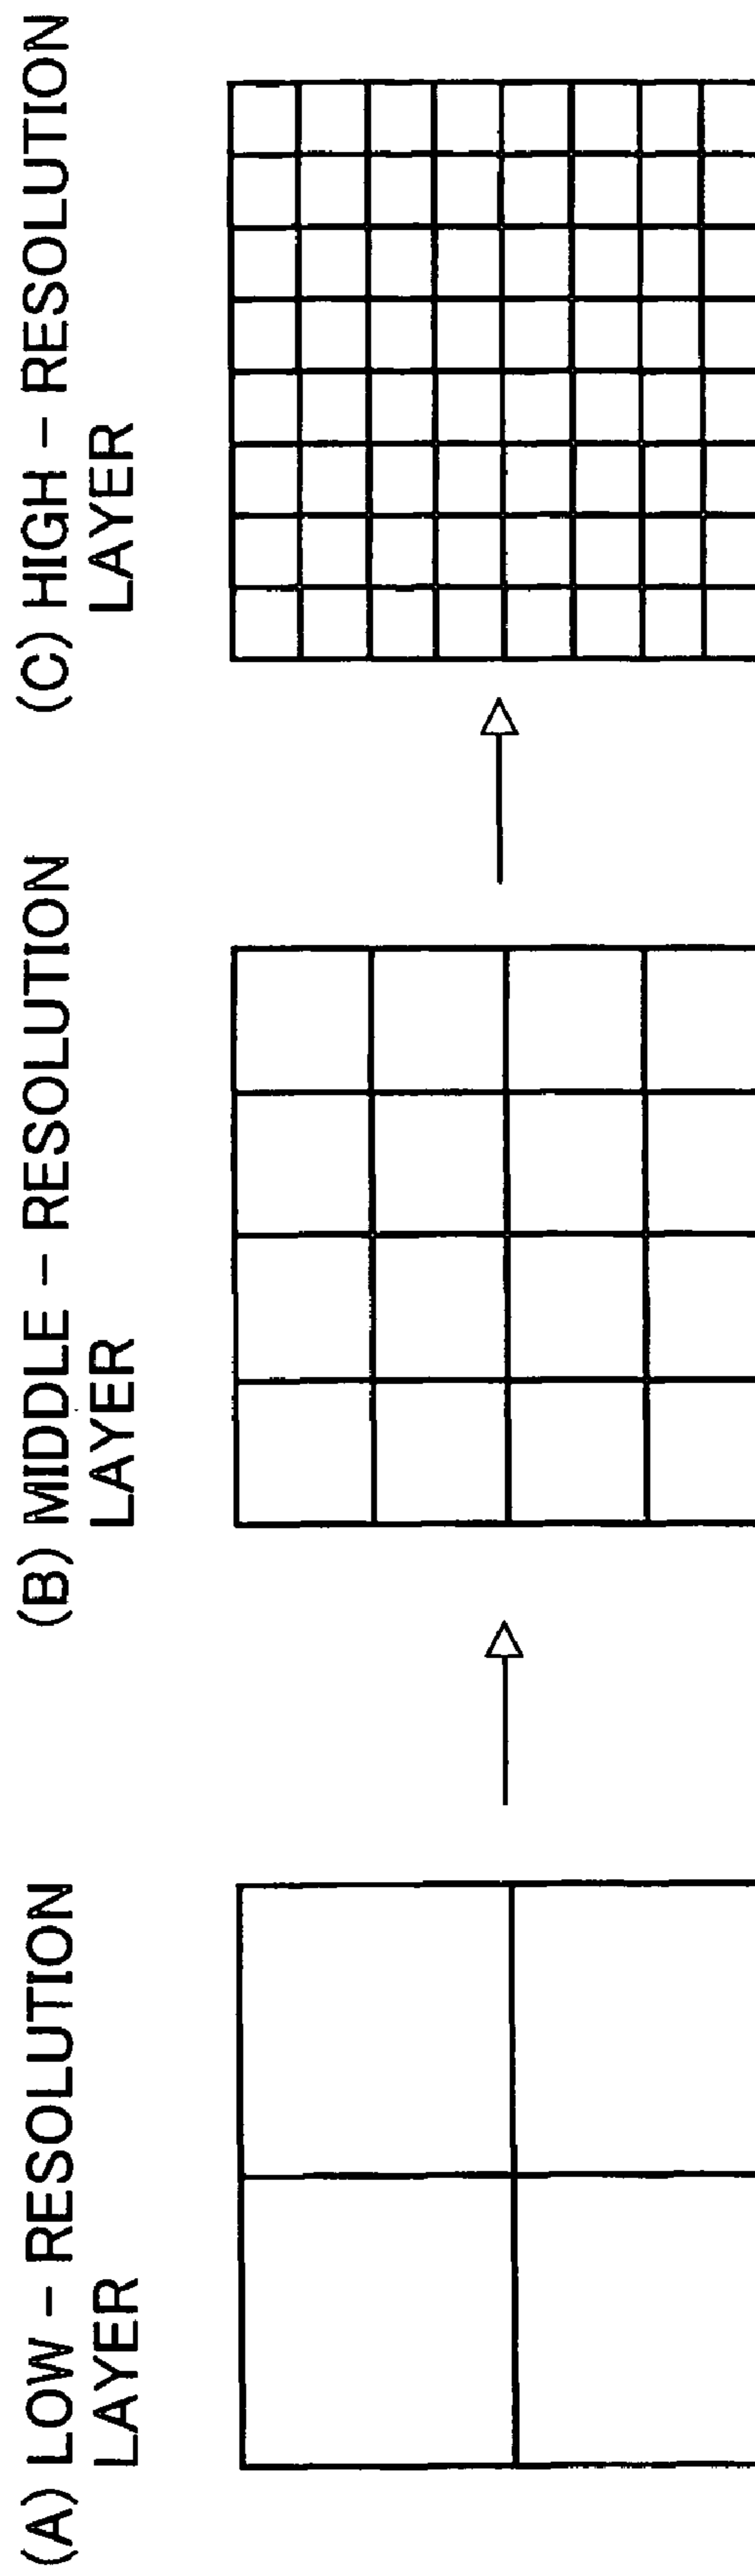 (A) LOW – RESOLUTION
LAYER
(B) MIDDLE – RESOLUTION
LAYER
(C) HIGH – RESOLUTION
LAYER